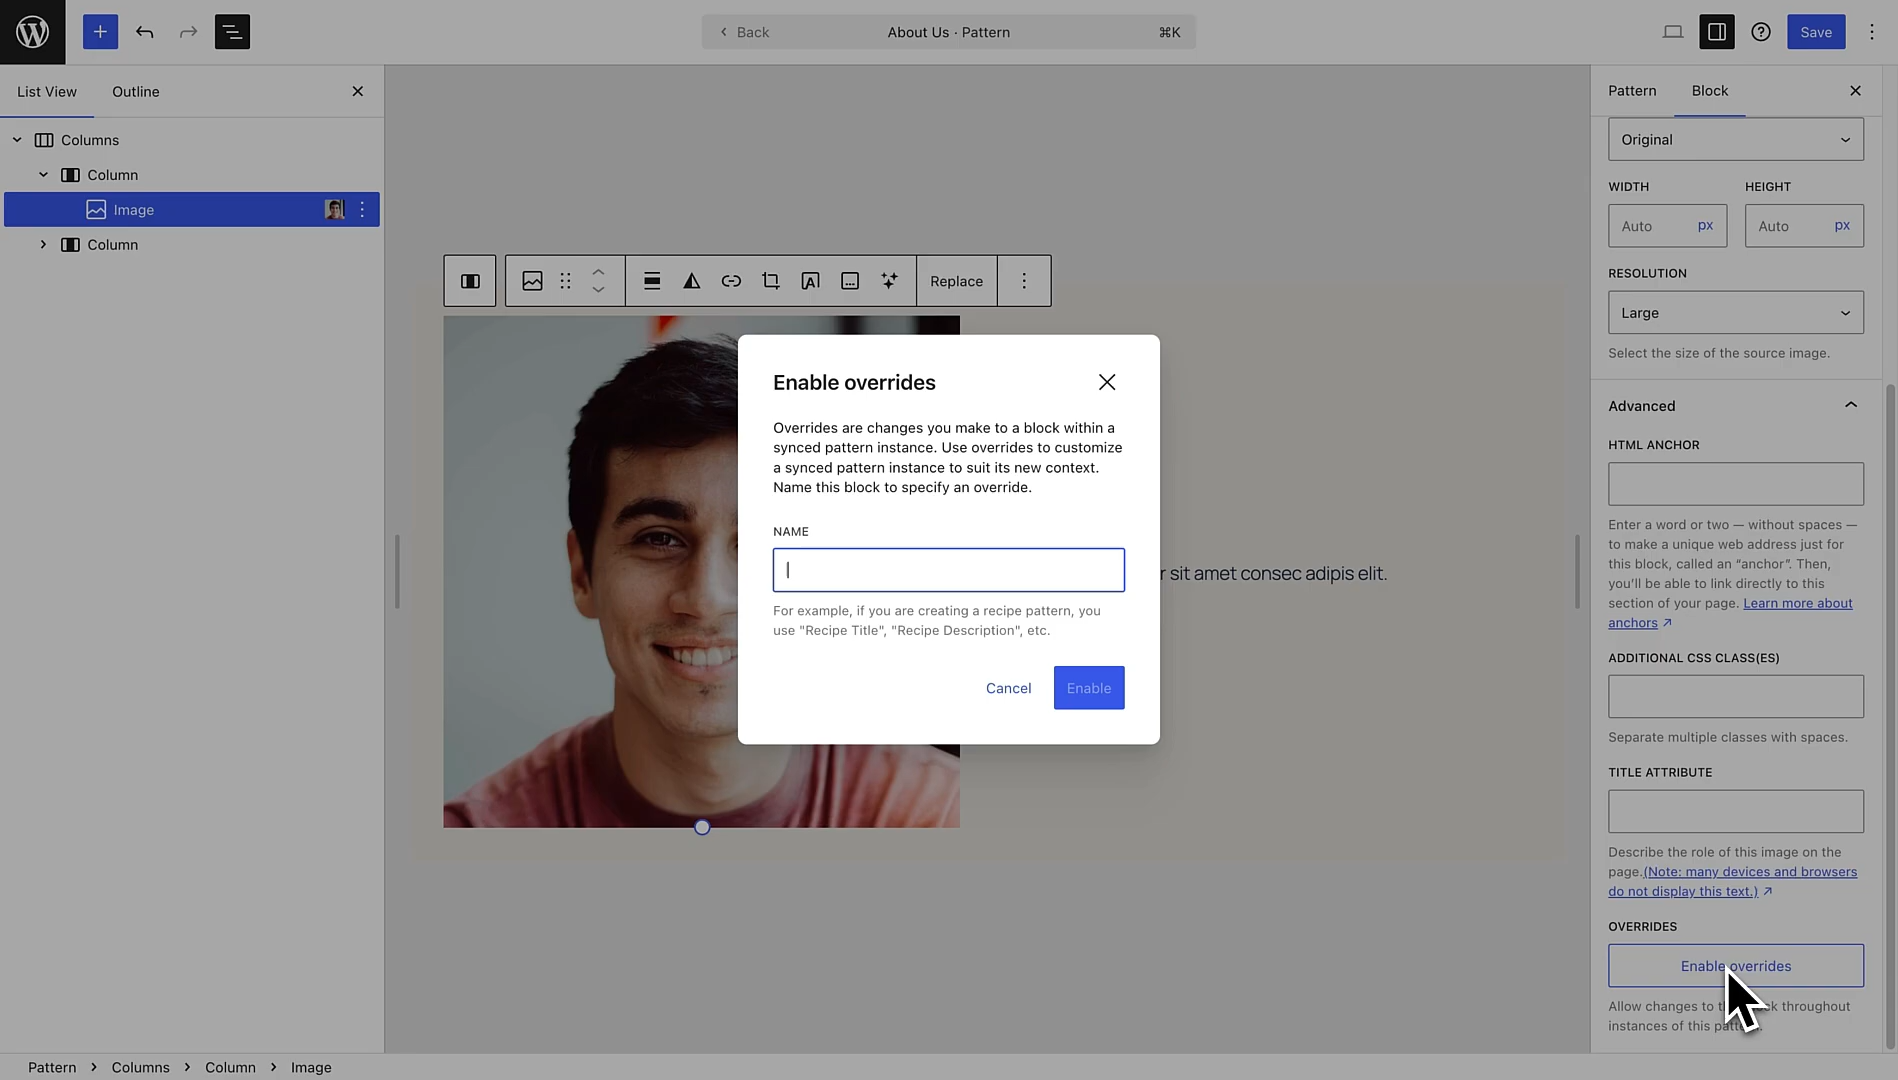 Back
About Us · Pattern
⌘K
Save
List View
Outline
Columns
Column
Image
Column
Replace
Enable overrides
Overrides are changes you make to a block within a
synced pattern instance. Use overrides to customize
a synced pattern instance to suit its new context.
Name this block to specify an override.
NAME
For example, if you are creating a recipe pattern, you
use "Recipe Title", "Recipe Description", etc.
Cancel
Enable
sit amet consec adipis elit.
Pattern
Block
Original
WIDTH
HEIGHT
Auto px
Auto px
RESOLUTION
Large
Select the size of the source image.
Advanced
HTML ANCHOR
Enter a word or two — without spaces —
to make a unique web address just for
this block, called an “anchor”. Then,
you’ll be able to link directly to this
section of your page. Learn more about
anchors ↗
ADDITIONAL CSS CLASS(ES)
Separate multiple classes with spaces.
TITLE ATTRIBUTE
Describe the role of this image on the
page.(Note: many devices and browsers
do not display this text.) ↗
OVERRIDES
Enable overrides
Allow changes to throughout
instances of this
Pattern > Columns > Column > Image